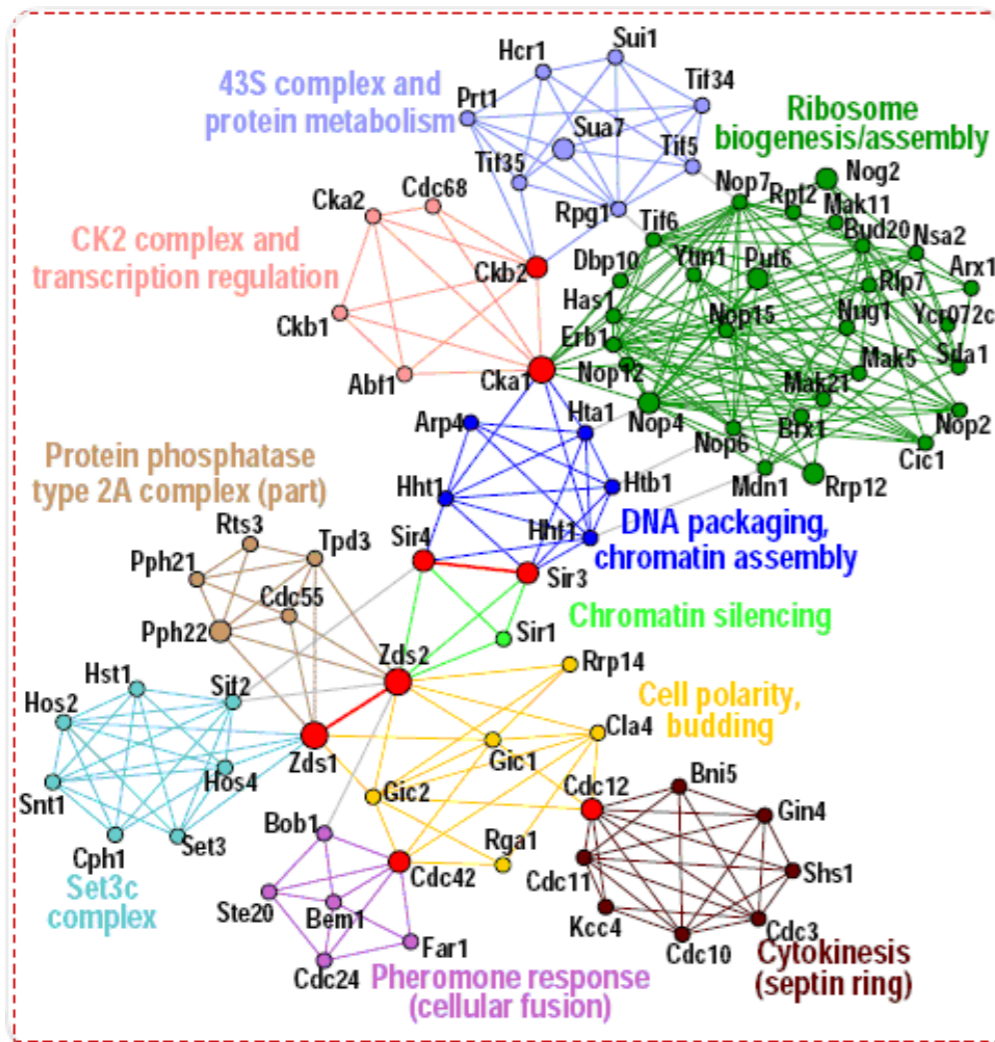 Sui1
Hcr1
43S complex and
protein metabolism
Prt1
Tif34
Sua7
Tif5
Tif35
Rpg1
Ribosome
biogenesis/assembly
Nog2
Nop7
Rpt2
Mak11
Bud20
Nsa2
Tif6
Ytm1
Put6
Arx1
Dbp10
Rlp7
Has1
Nop15
Nug1
Ycr072c
Erb1
Sda1
Nop12
Mak5
Mak21
Nop4
Brx1
Nop2
Nop6
Cic1
Mdn1
Rrp12
Cka2
Cdc68
CK2 complex and
transcription regulation
Ckb2
Ckb1
Abf1
Cka1
Arp4
Hta1
Hht1
Htb1
Hhf1
DNA packaging,
chromatin assembly
Sir4
Sir3
Protein phosphatase
type 2A complex (part)
Rts3
Tpd3
Pph21
Cdc55
Pph22
Chromatin silencing
Sir1
Zds2
Rrp14
Cell polarity,
budding
Hst1
Sif2
Hos2
Zds1
Hos4
Snt1
Cph1
Set3
Set3c
complex
Cla4
Gic1
Gic2
Cdc12
Rga1
Cdc42
Bni5
Gin4
Cdc11
Shs1
Kcc4
Cdc3
Cdc10
Cytokinesis
(septin ring)
Bob1
Ste20
Bem1
Far1
Cdc24
Pheromone response
(cellular fusion)